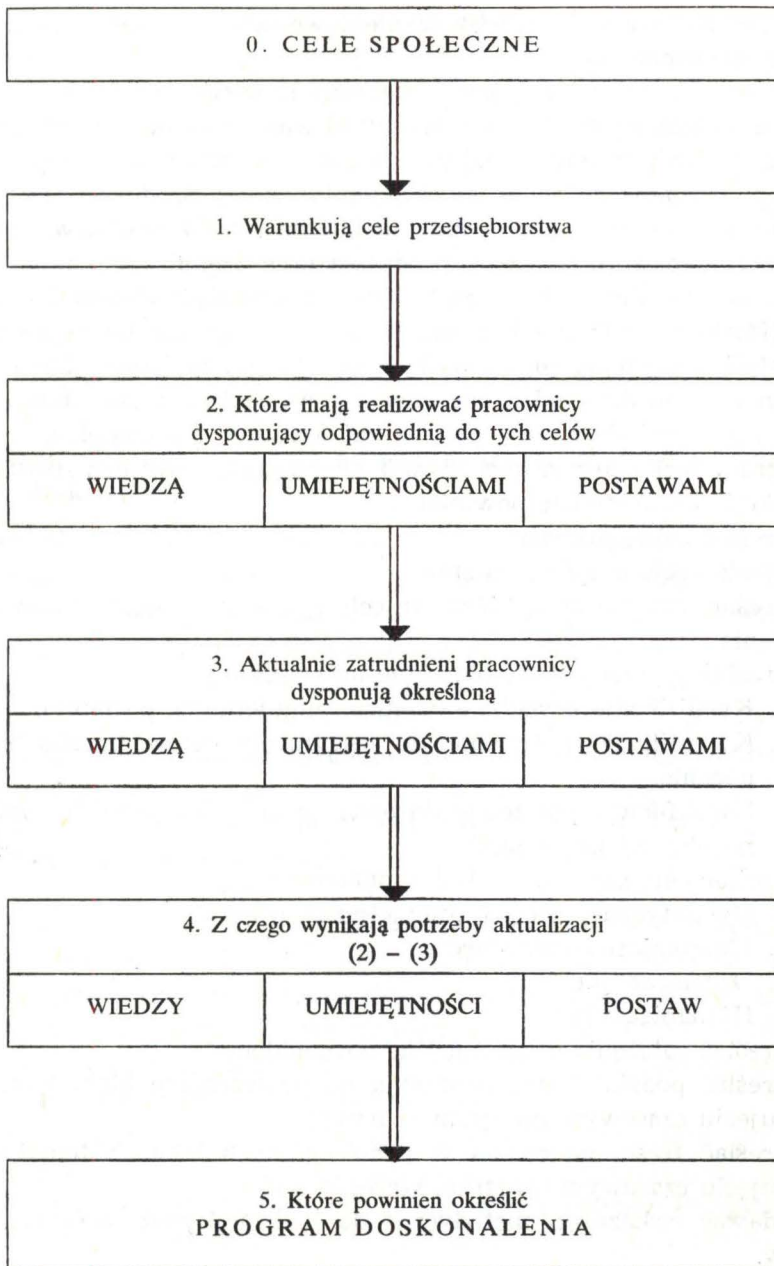 0. CELE SPOŁECZNE
1. Warunkują cele przedsiębiorstwa
2. Które mają realizować pracownicy
dysponujący odpowiednią do tych celów
WIEDZĄ UMIEJĘTNOŚCIAMI POSTAWAMI
3. Aktualnie zatrudnieni pracownicy
dysponują określoną
WIEDZĄ UMIEJĘTNOŚCIAMI POSTAWAMI
4. Z czego wynikają potrzeby aktualizacji
(2) – (3)
WIEDZY UMIEJĘTNOŚCI POSTAW
5. Które powinien określić
PROGRAM DOSKONALENIA